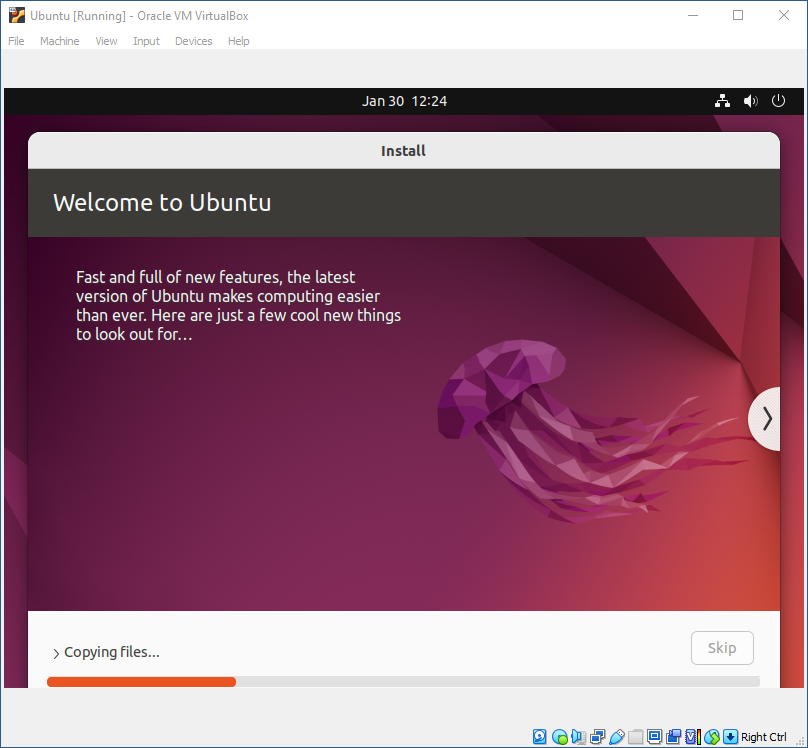 Ubuntu [Running] - Oracle VM VirtualBox
File Machine View Input Devices Help
Jan 30 12:24
Install
Welcome to Ubuntu
Fast and full of new features, the latest
version of Ubuntu makes computing easier
than ever. Here are just a few cool new things
to look out for...
Copying files...
Skip
Right Ctrl